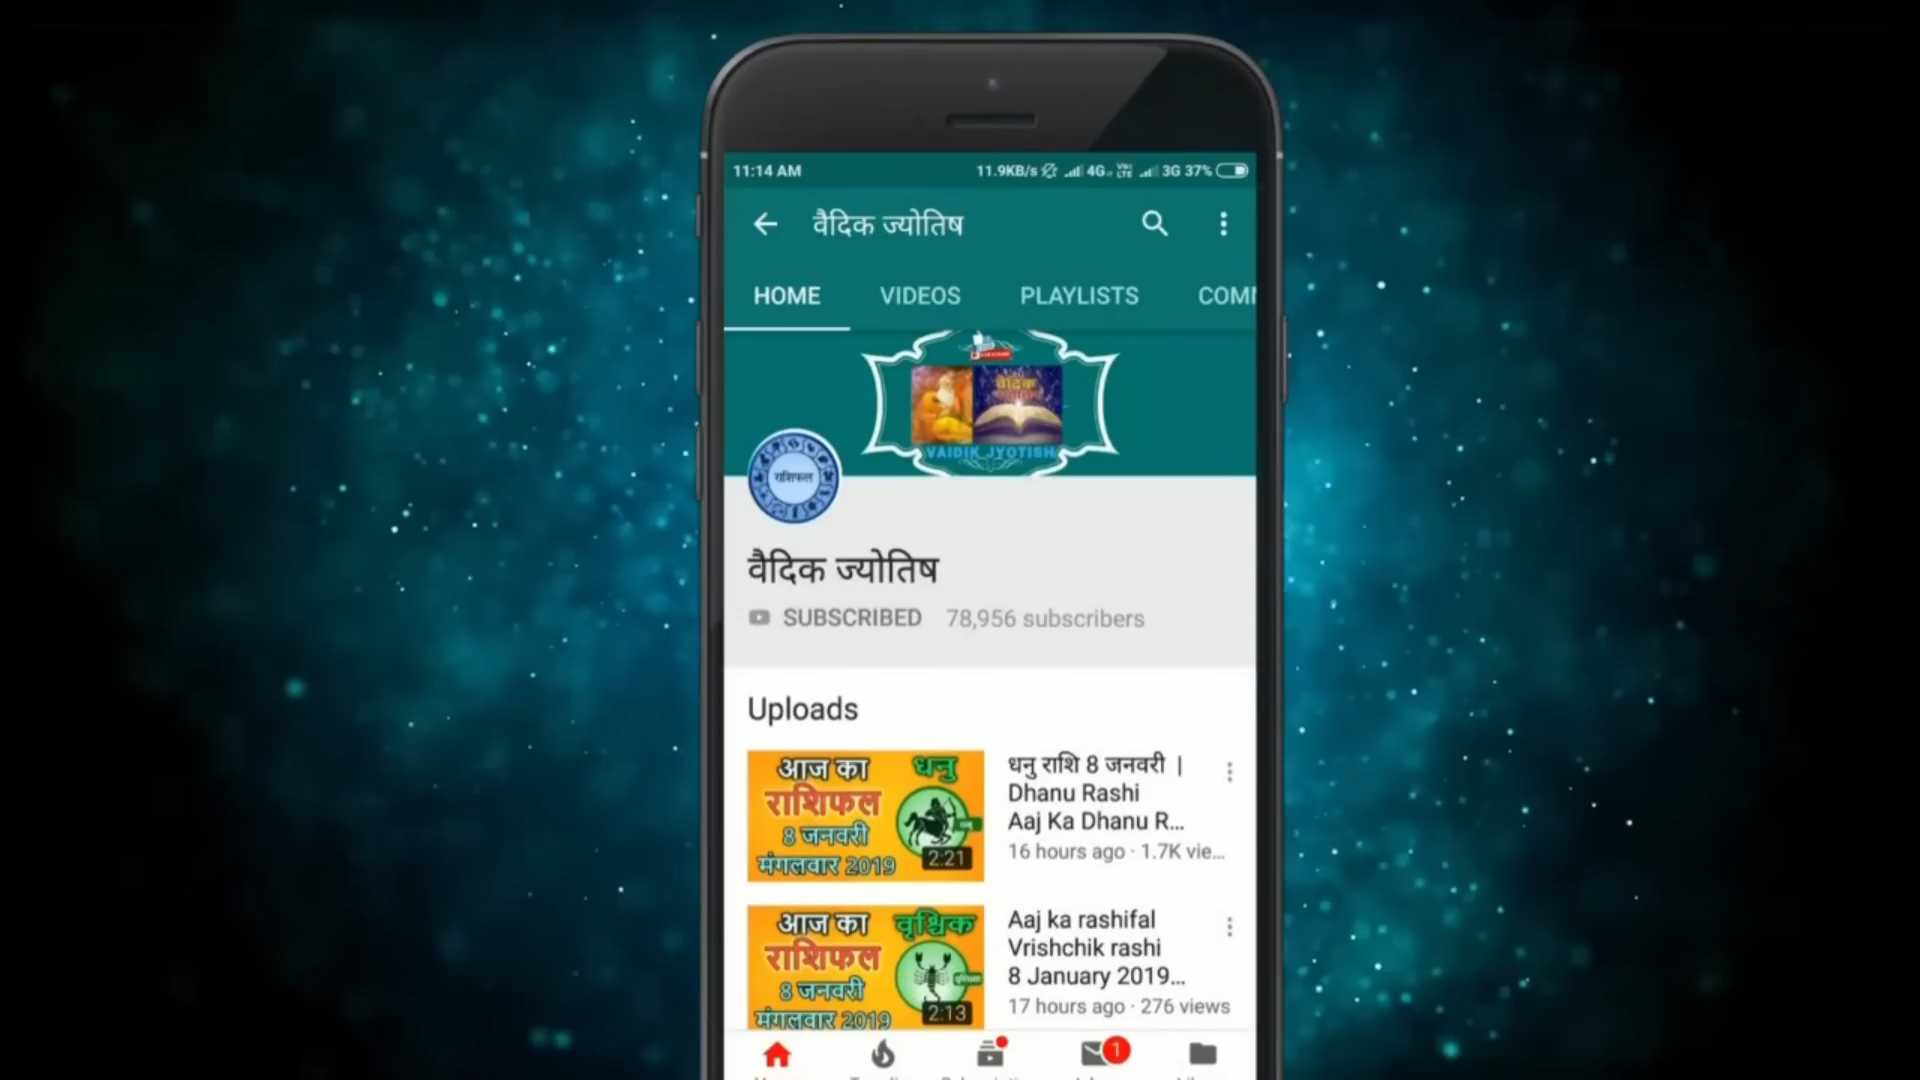 11:14 AM 11.9KB/s 4G VoLTE 3G 37%
वैदिक ज्योतिष
HOME VIDEOS PLAYLISTS COMM
वैदिक
VAIDIK JYOTISH
राशिफल
वैदिक ज्योतिष
SUBSCRIBED 78,956 subscribers
Uploads
आज का धनु
राशिफल
8 जनवरी
मंगलवार 2019
2:21
धनु राशि 8 जनवरी |
Dhanu Rashi
Aaj Ka Dhanu R...
16 hours ago · 1.7K vie...
आज का वृश्चिक
राशिफल
8 जनवरी
मंगलवार 2019
2:13
Aaj ka rashifal
Vrishchik rashi
8 January 2019...
17 hours ago · 276 views
1